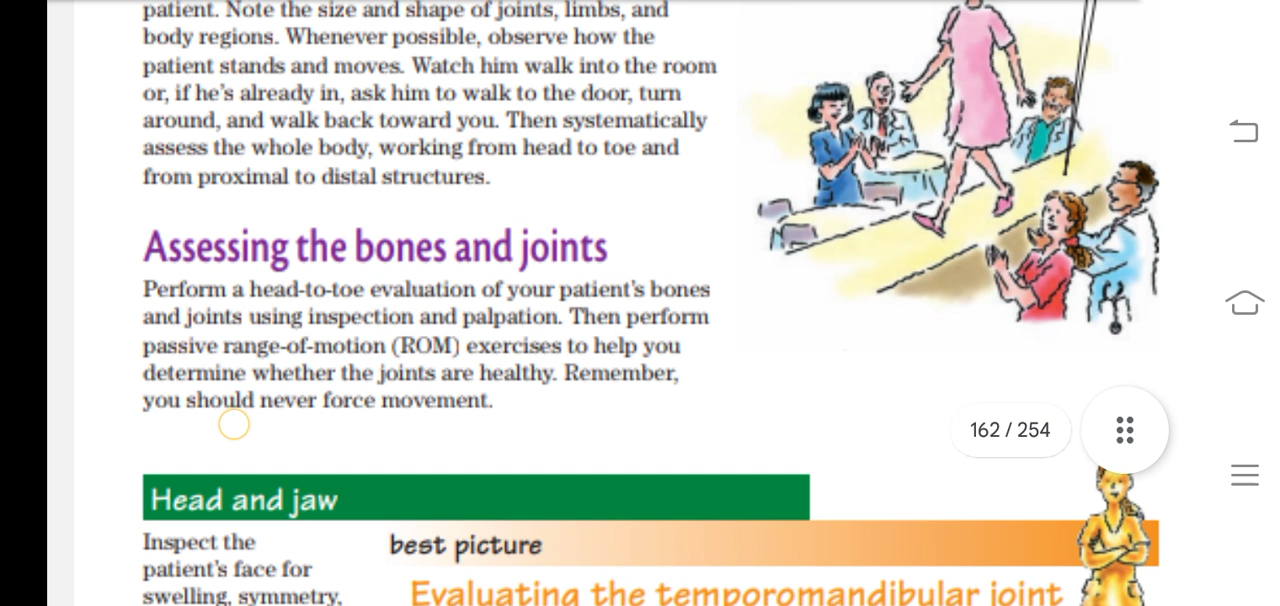 patient. Note the size and shape of joints, limbs, and
body regions. Whenever possible, observe how the
patient stands and moves. Watch him walk into the room
or, if he's already in, ask him to walk to the door, turn
around, and walk back toward you. Then systematically
assess the whole body, working from head to toe and
from proximal to distal structures.
Assessing the bones and joints
Perform a head-to-toe evaluation of your patient's bones
and joints using inspection and palpation. Then perform
passive range-of-motion (ROM) exercises to help you
determine whether the joints are healthy. Remember,
you should never force movement.
162 / 254
Head and jaw
Inspect the
patient's face for
swelling, symmetry,
best picture
Evaluating the temporomandibular joint